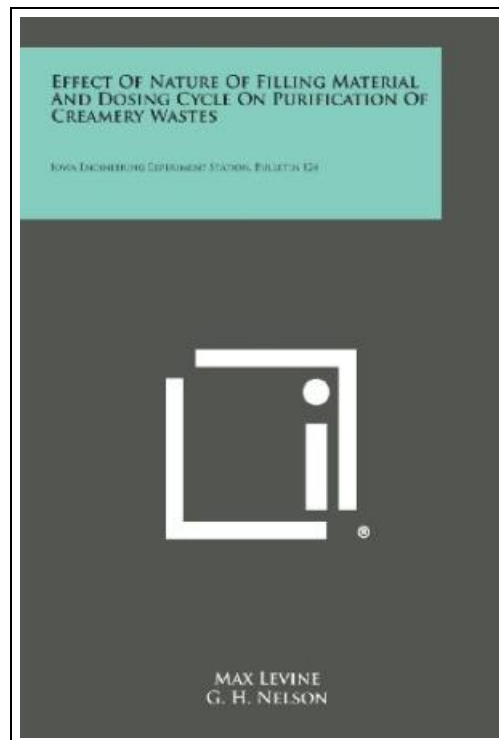 EFFECT OF NATURE OF FILLING MATERIAL
AND DOSING CYCLE ON PURIFICATION OF
CREAMERY WASTES
IOWA ENGINEERING EXPERIMENT STATION, BULLETIN 124
i
®
MAX LEVINE
G. H. NELSON